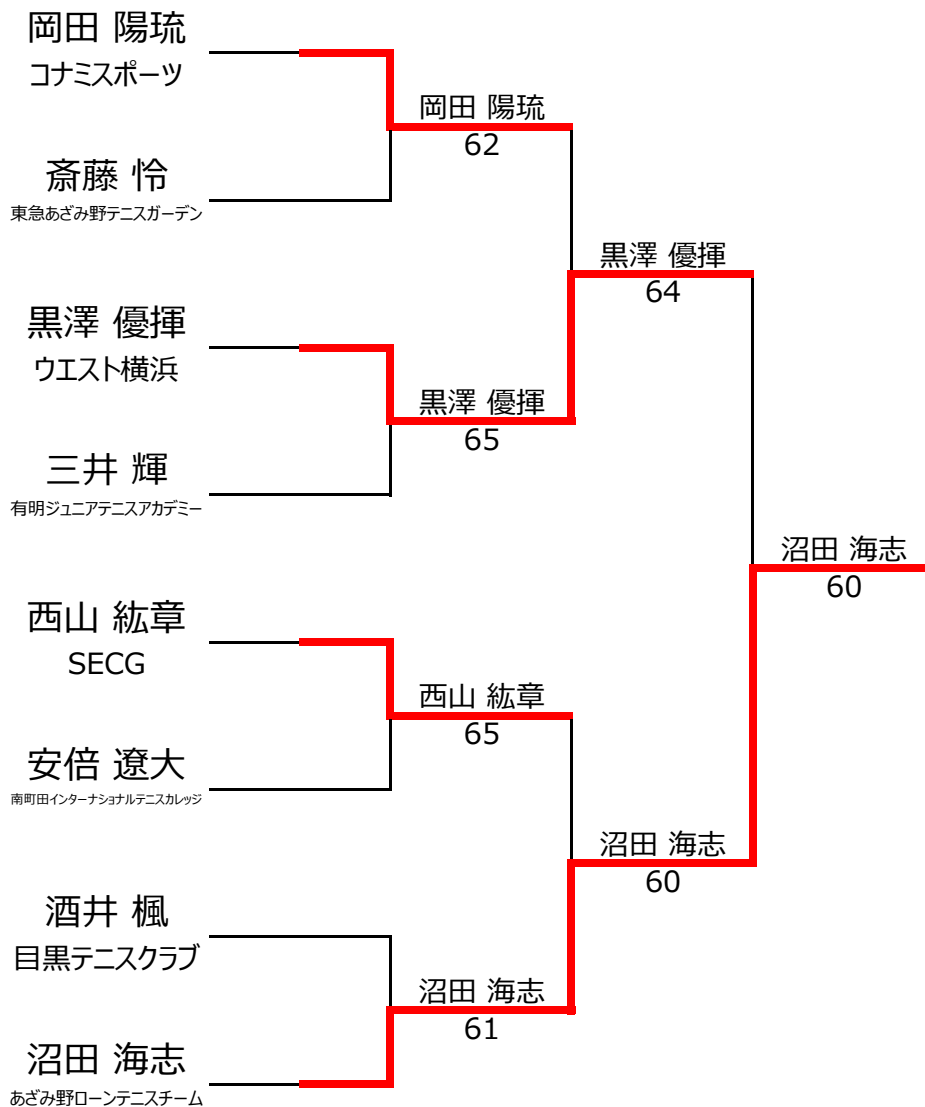 岡田 陽琉
コナミスポーツ
岡田 陽琉
62
斎藤 怜
東急あざみ野テニスガーデン
黒澤 優揮
64
黒澤 優揮
ウエスト横浜
黒澤 優揮
65
三井 輝
有明ジュニアテニスアカデミー
沼田 海志
60
西山 紘章
SECG
西山 紘章
65
安倍 遼大
南町田インターナショナルテニスカレッジ
沼田 海志
60
酒井 楓
目黒テニスクラブ
沼田 海志
61
沼田 海志
あざみ野ローンテニスチーム